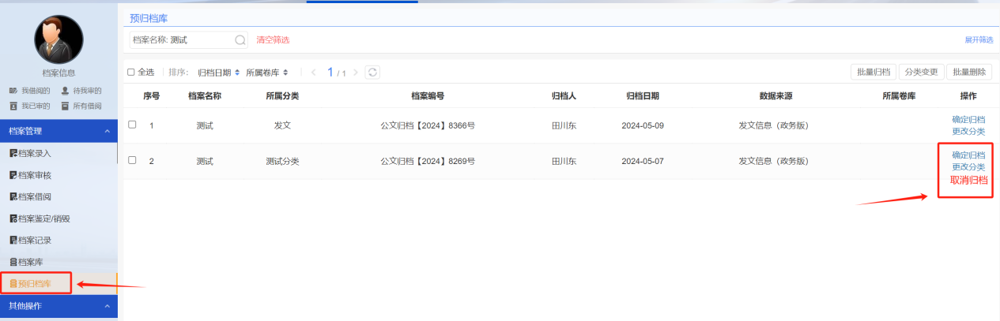 档案信息
我借阅的 待我审的
我已审的 所有借阅
档案管理
档案录入
档案审核
档案借阅
档案鉴定/销毁
档案记录
档案库
预归档库
其他操作
预归档库
档案名称: 测试 清空筛选 展开筛选
全选 排序: 归档日期 所属卷库 1 / 1 批量归档 分类变更 批量删除
序号 档案名称 所属分类 档案编号 归档人 归档日期 数据来源 所属卷库 操作
1 测试 发文 公文归档【2024】8366号 田川东 2024-05-09 发文信息（政务版） 确定归档
更改分类
2 测试 测试分类 公文归档【2024】8269号 田川东 2024-05-07 发文信息（政务版） 确定归档
更改分类
取消归档